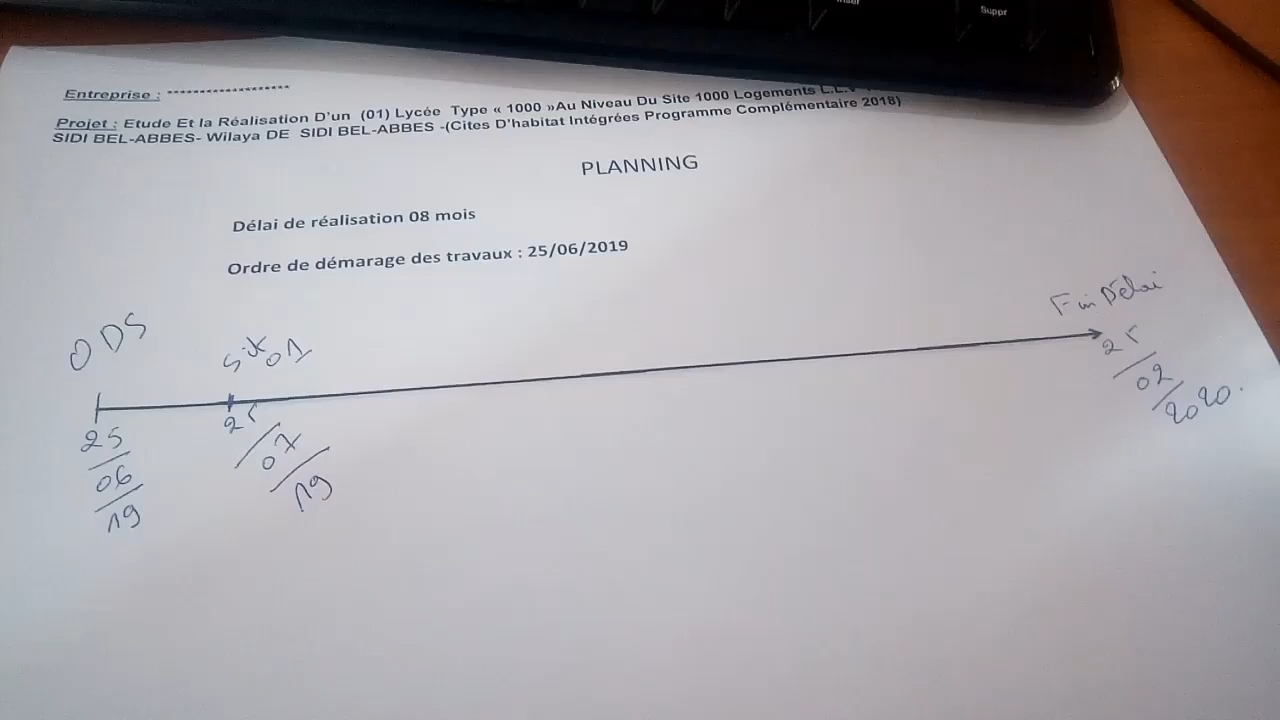 Suppr
Entreprise : *******************
Projet : Etude Et la Réalisation D'un (01) Lycée Type « 1000 »Au Niveau Du Site 1000 Logements
SIDI BEL-ABBES- Wilaya DE SIDI BEL-ABBES -(Cites D'habitat Intégrées Programme Complémentaire 2018)
PLANNING
Délai de réalisation 08 mois
Ordre de démarage des travaux : 25/06/2019
ODS
Sit 01
Fin Délai
25/06/19
25/07/19
25/02/2020.